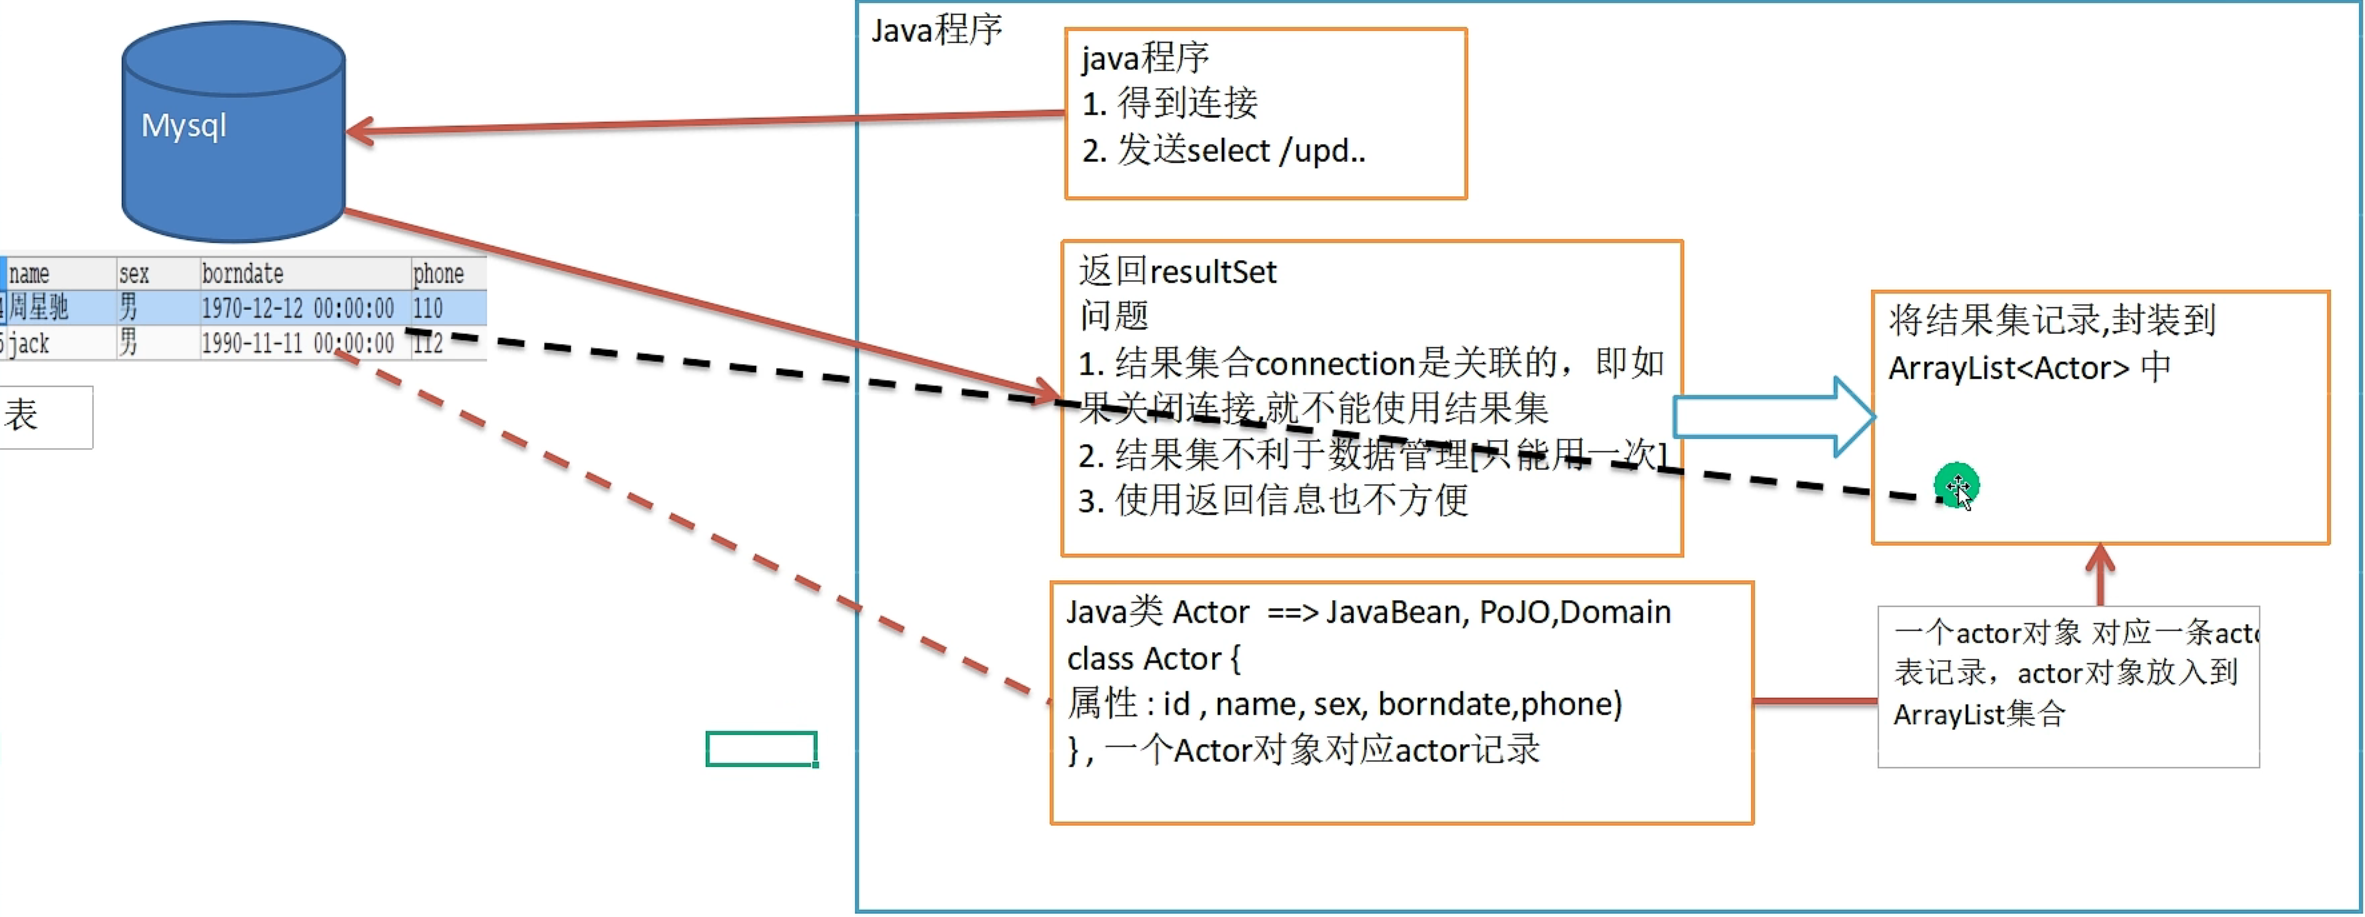 Java程序
java程序
1. 得到连接
2. 发送select /upd..
Mysql
name sex borndate phone
周星驰 男 1970-12-12 00:00:00 110
jack 男 1990-11-11 00:00:00 112
表
返回resultSet
问题
1. 结果集合connection是关联的，即如
果关闭连接,就不能使用结果集
2. 结果集不利于数据管理[只能用一次]
3. 使用返回信息也不方便
将结果集记录,封装到
ArrayList<Actor> 中
Java类 Actor ==> JavaBean, PoJO,Domain
class Actor {
属性 : id , name, sex, borndate,phone)
} , 一个Actor对象对应actor记录
一个actor对象 对应一条acto
表记录，actor对象放入到
ArrayList集合